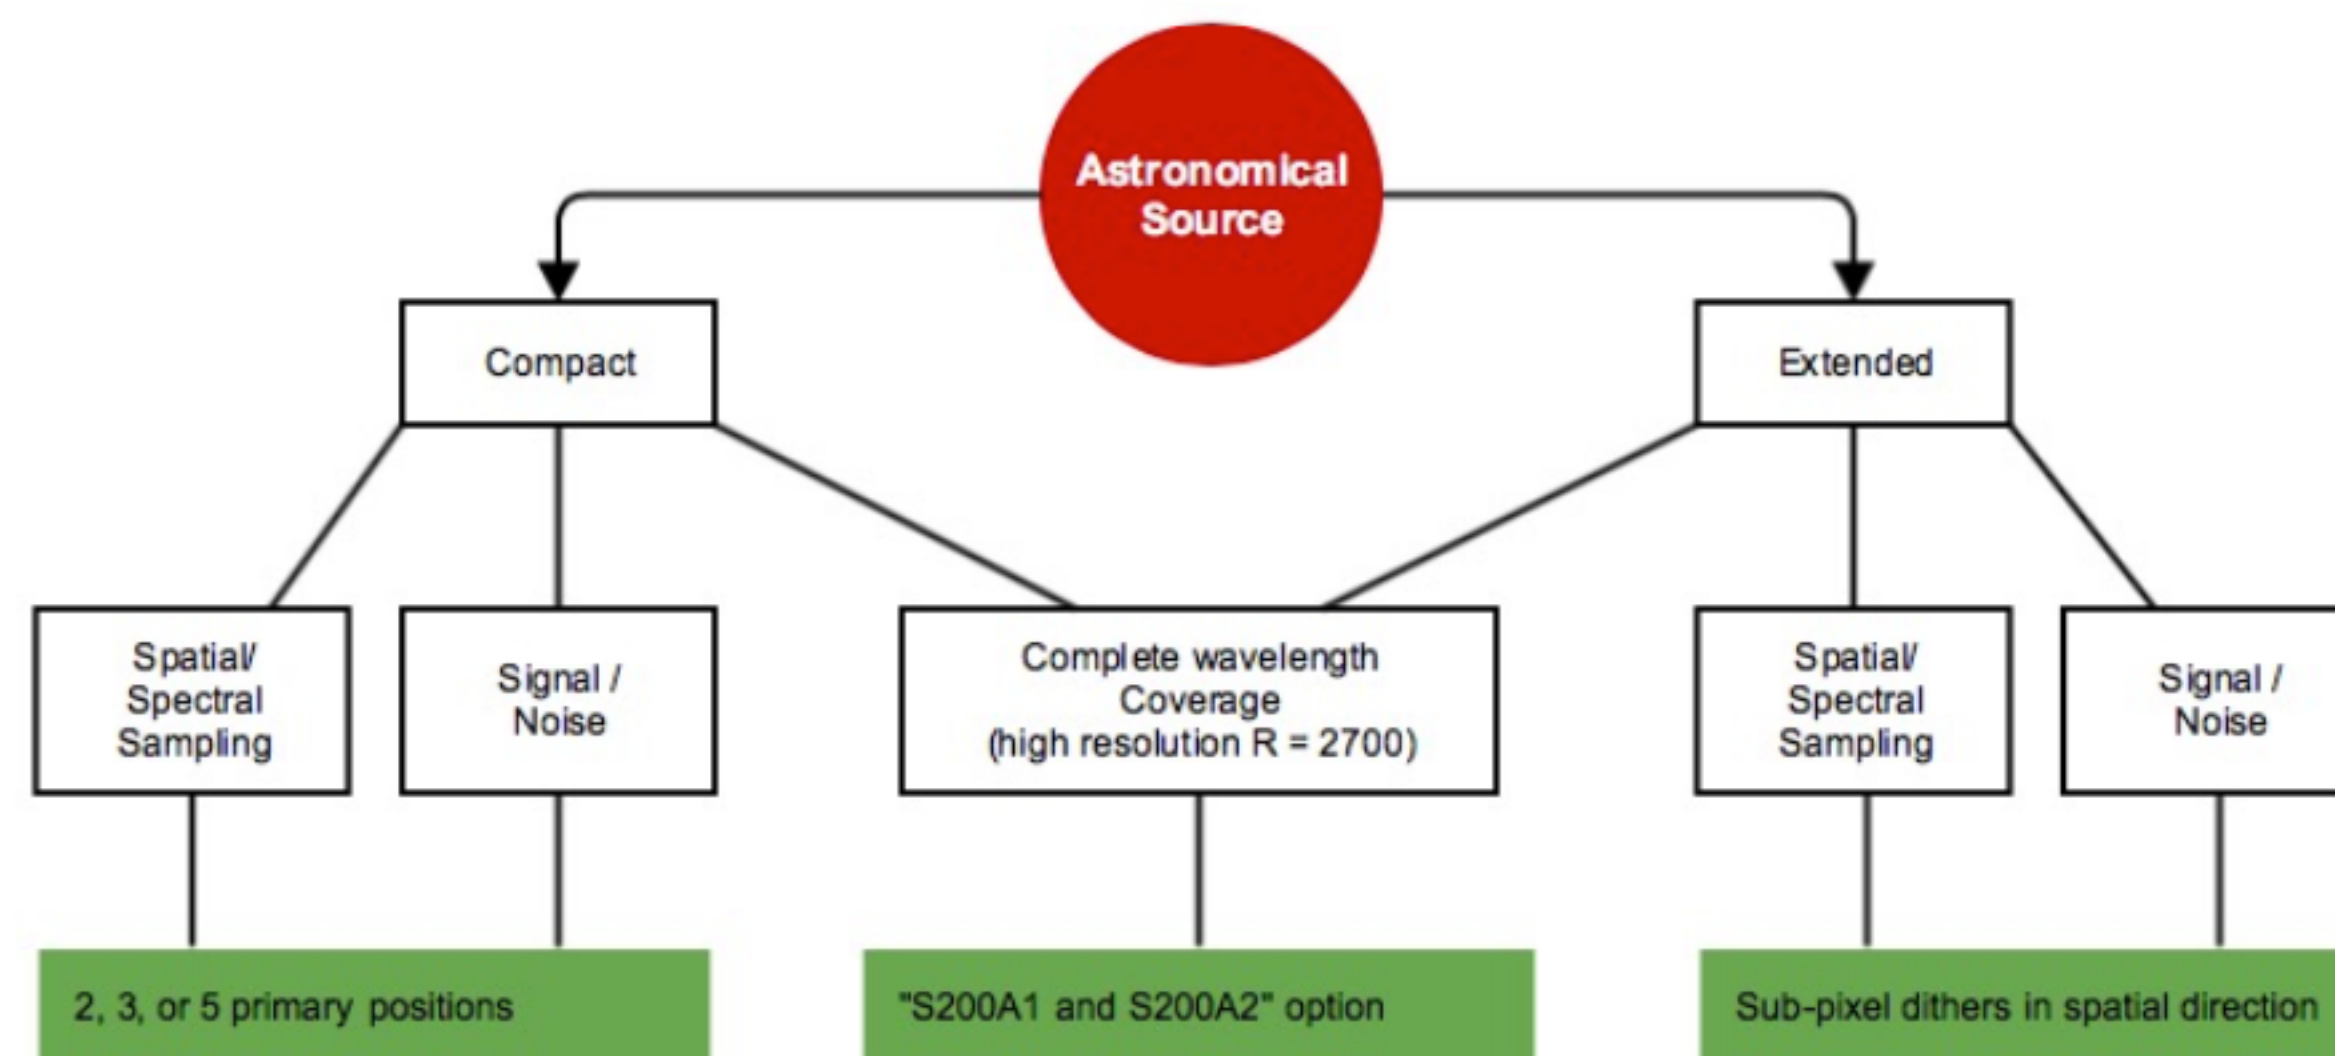 Astronomical
Source
Compact
Extended
Spatial/
Spectral
Sampling
Signal /
Noise
Complete wavelength
Coverage
(high resolution R = 2700)
Spatial/
Spectral
Sampling
Signal /
Noise
2, 3, or 5 primary positions
"S200A1 and S200A2" option
Sub-pixel dithers in spatial direction